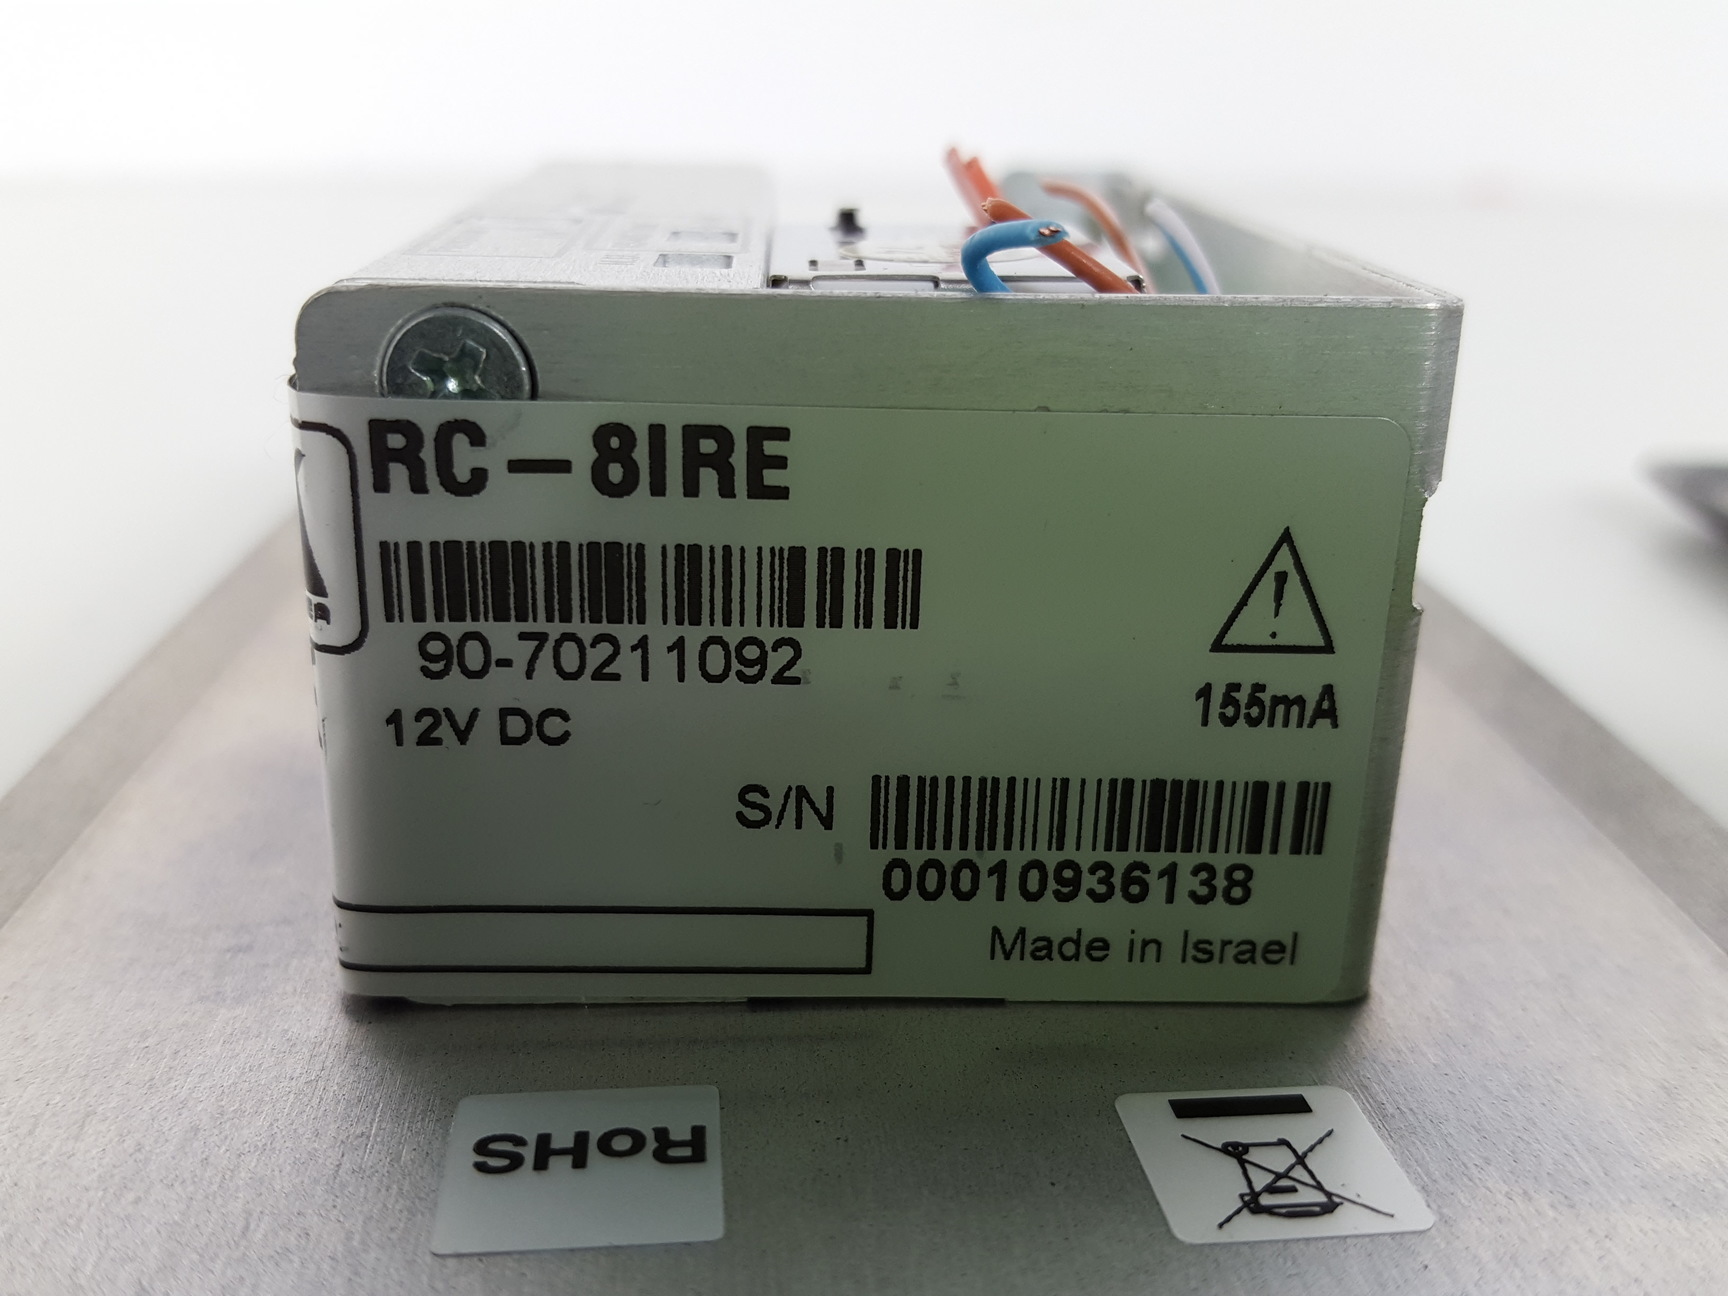 RC-8IRE
90-70211092
12V DC
155mA
S/N
00010936138
Made in Israel
RoHS